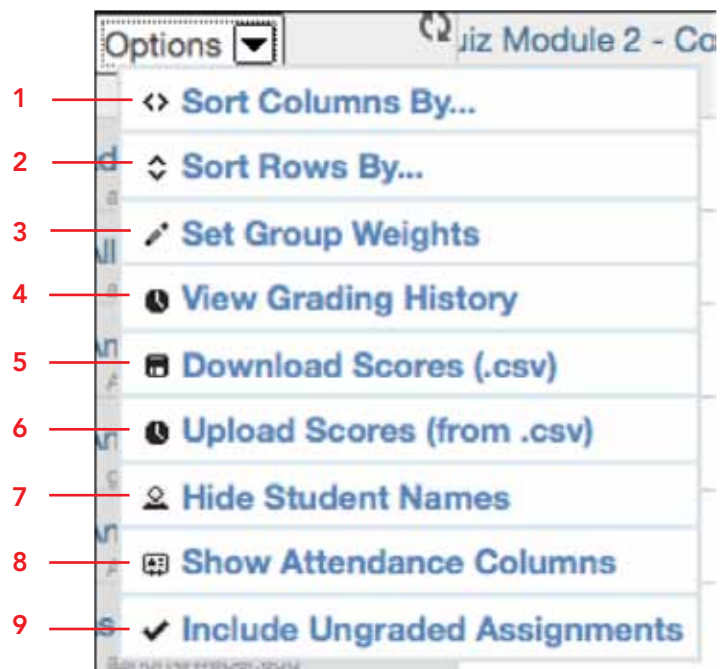 Options
uiz Module 2 - Co
1 Sort Columns By...
2 Sort Rows By...
3 Set Group Weights
4 View Grading History
5 Download Scores (.csv)
6 Upload Scores (from .csv)
7 Hide Student Names
8 Show Attendance Columns
9 Include Ungraded Assignments